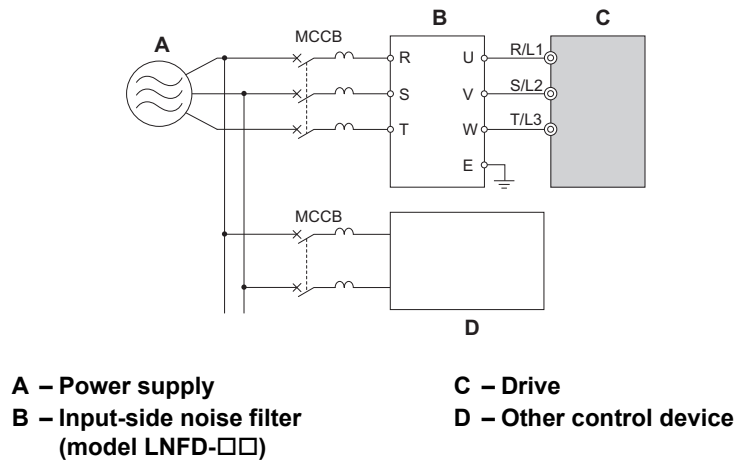 B
C
A
MCCB
R
U
R/L1
S
V
S/L2
T
W
T/L3
E
MCCB
D
A – Power supply
B – Input-side noise filter
(model LNFD-□□)
C – Drive
D – Other control device